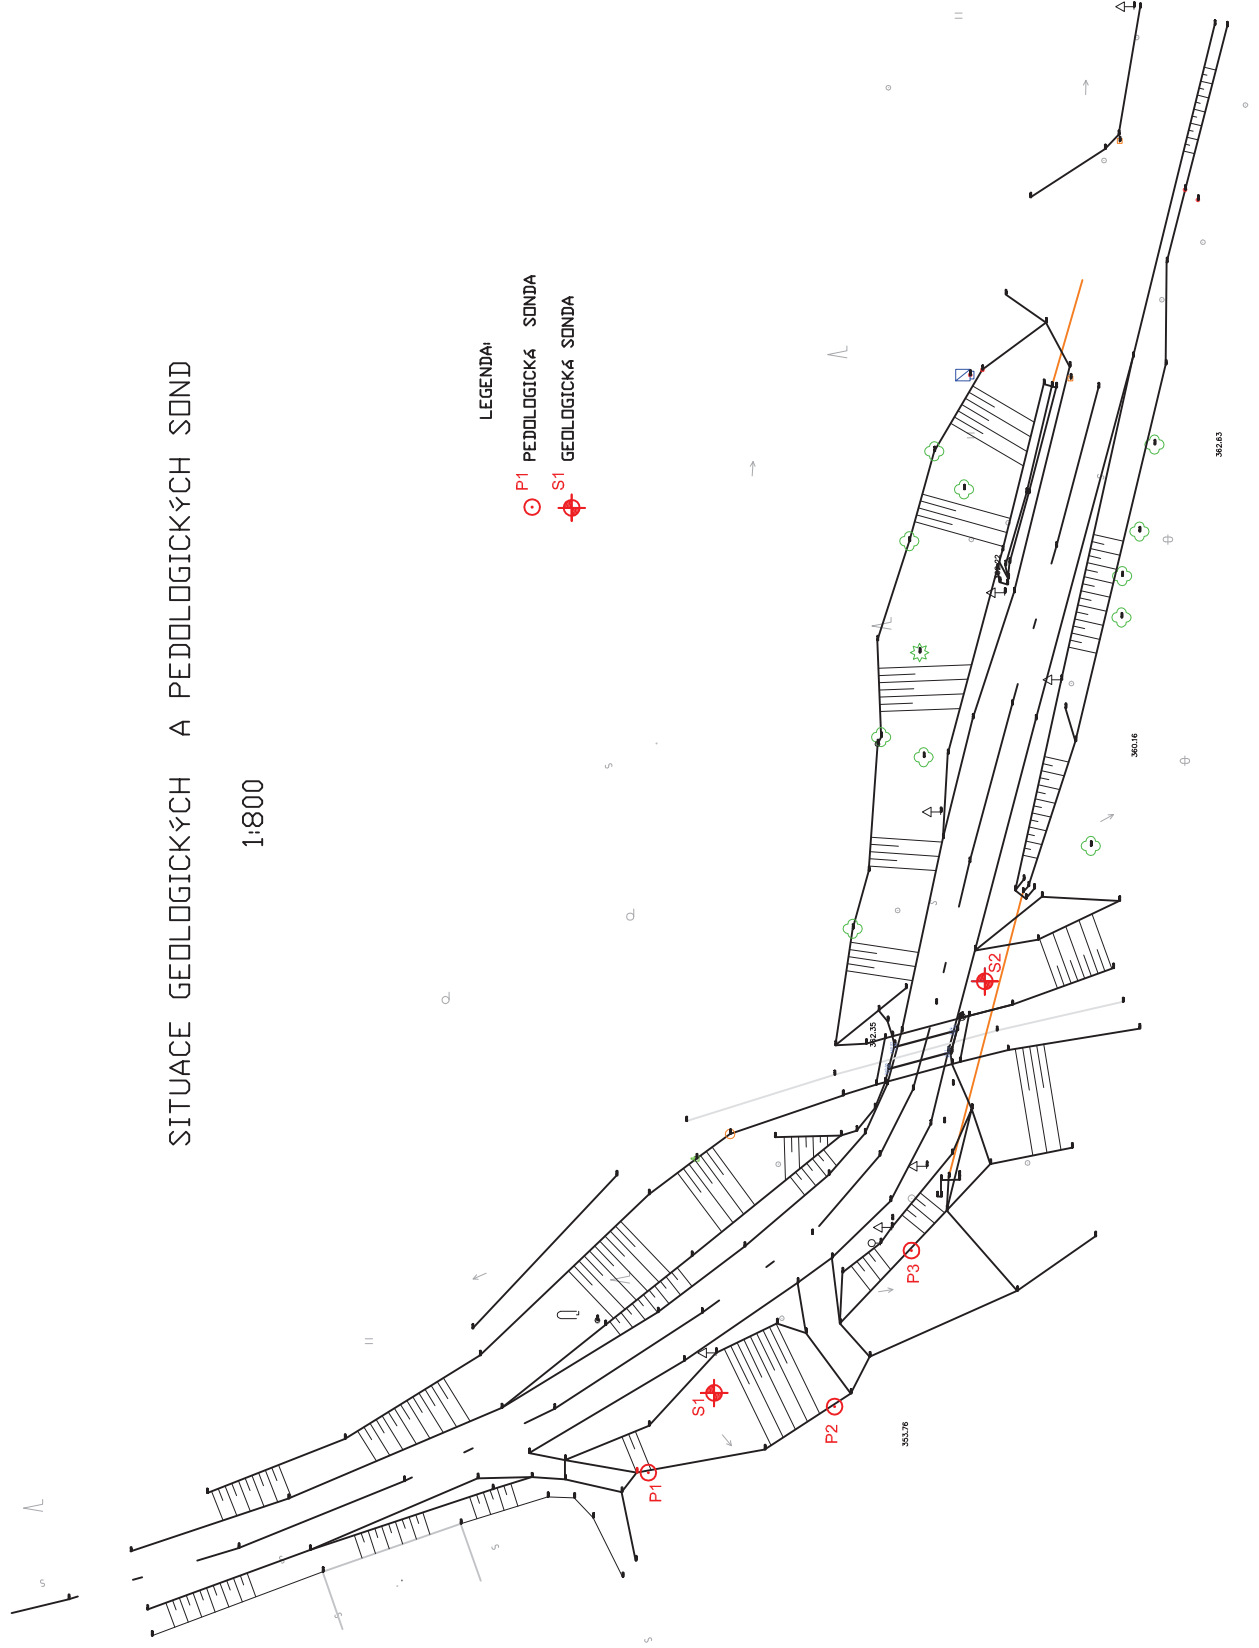 SITUACE GEOLOGICKÝCH A PEDOLOGICKÝCH SOND
1:800
LEGENDA:
P1 PEDOLOGICKÁ SONDA
S1 GEOLOGICKÁ SONDA
362.63
360.16
362.35
353.76
S2
S1
P1
P2
P3